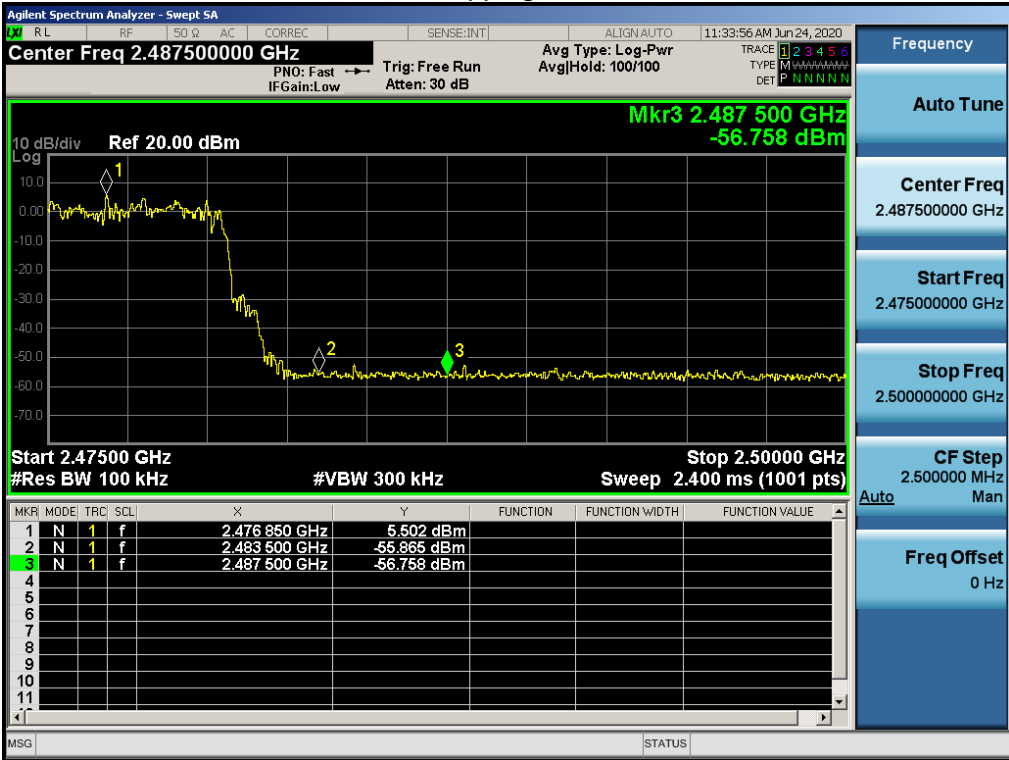 Agilent Spectrum Analyzer - Swept SA
LXI RL RF 50 Ω AC CORREC SENSE:INT ALIGN AUTO 11:33:56 AM Jun 24, 2020
Center Freq 2.487500000 GHz
PNO: Fast
IFGain:Low
Trig: Free Run
Atten: 30 dB
Avg Type: Log-Pwr
Avg|Hold: 100/100
TRACE 1 2 3 4 5 6
TYPE M WWWWW
DET P N N N N N
Mkr3 2.487 500 GHz
-56.758 dBm
10 dB/div Ref 20.00 dBm
Log
10.0
0.00
-10.0
-20.0
-30.0
-40.0
-50.0
-60.0
-70.0
1
2
3
Start 2.47500 GHz Stop 2.50000 GHz
#Res BW 100 kHz #VBW 300 kHz Sweep 2.400 ms (1001 pts)
MKR MODE TRC SCL X Y FUNCTION FUNCTION WIDTH FUNCTION VALUE
1 N 1 f 2.476 850 GHz 5.502 dBm
2 N 1 f 2.483 500 GHz -55.865 dBm
3 N 1 f 2.487 500 GHz -56.758 dBm
4
5
6
7
8
9
10
11
MSG STATUS
Frequency
Auto Tune
Center Freq
2.487500000 GHz
Start Freq
2.475000000 GHz
Stop Freq
2.500000000 GHz
CF Step
2.500000 MHz
Auto Man
Freq Offset
0 Hz